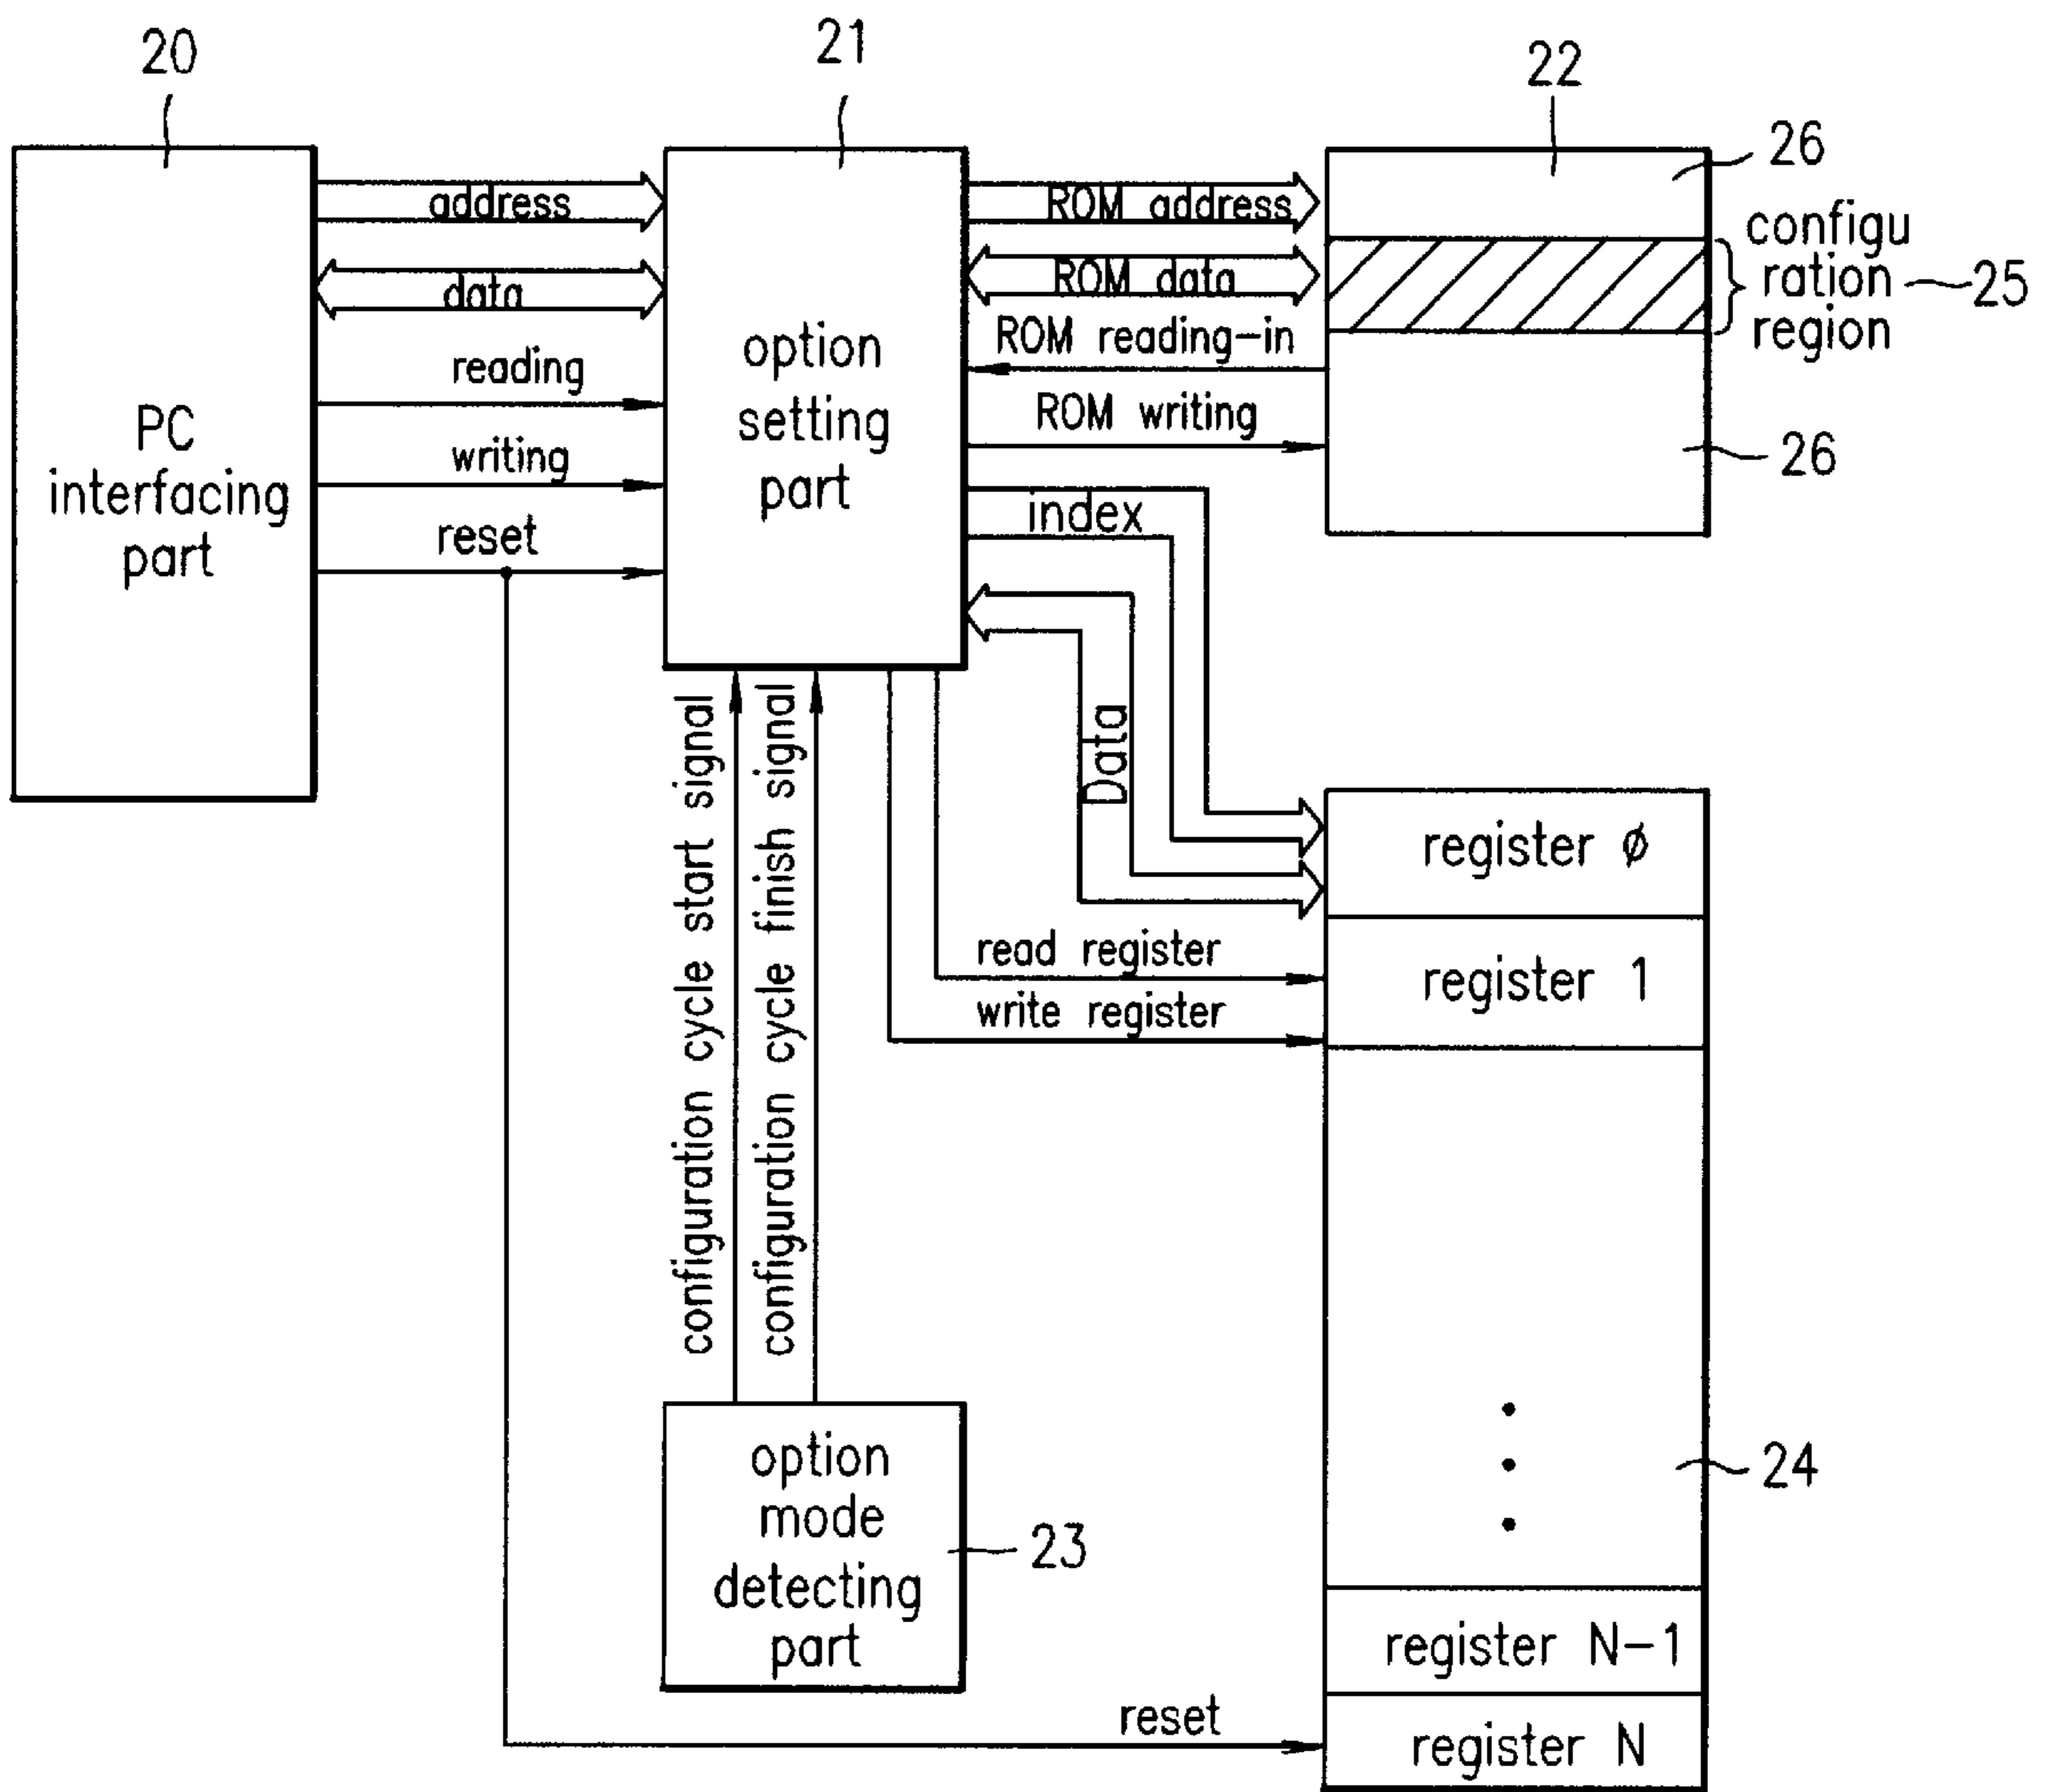 20
21
22
26
address
ROM address
configu
ration
region
25
data
ROM data
reading
ROM reading-in
option
setting
part
PC
interfacing
part
writing
ROM writing
26
reset
index
configuration cycle start signal
configuration cycle finish signal
Data
register ϕ
read register
register 1
write register
option
mode
detecting
part
23
24
register N-1
reset
register N